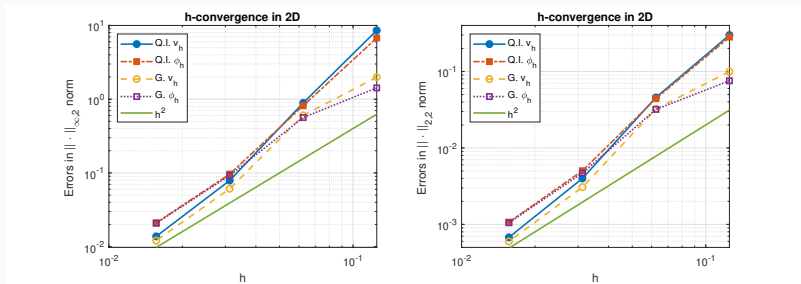 h-convergence in 2D
10^1
10^0
10^-1
10^-2
Errors in || · ||_∞,2 norm
Q.I. v_h
Q.I. ϕ_h
G. v_h
G. ϕ_h
h^2
10^-2
10^-1
h
h-convergence in 2D
10^-1
10^-2
10^-3
Errors in || · ||_2,2 norm
Q.I. v_h
Q.I. ϕ_h
G. v_h
G. ϕ_h
h^2
10^-2
10^-1
h